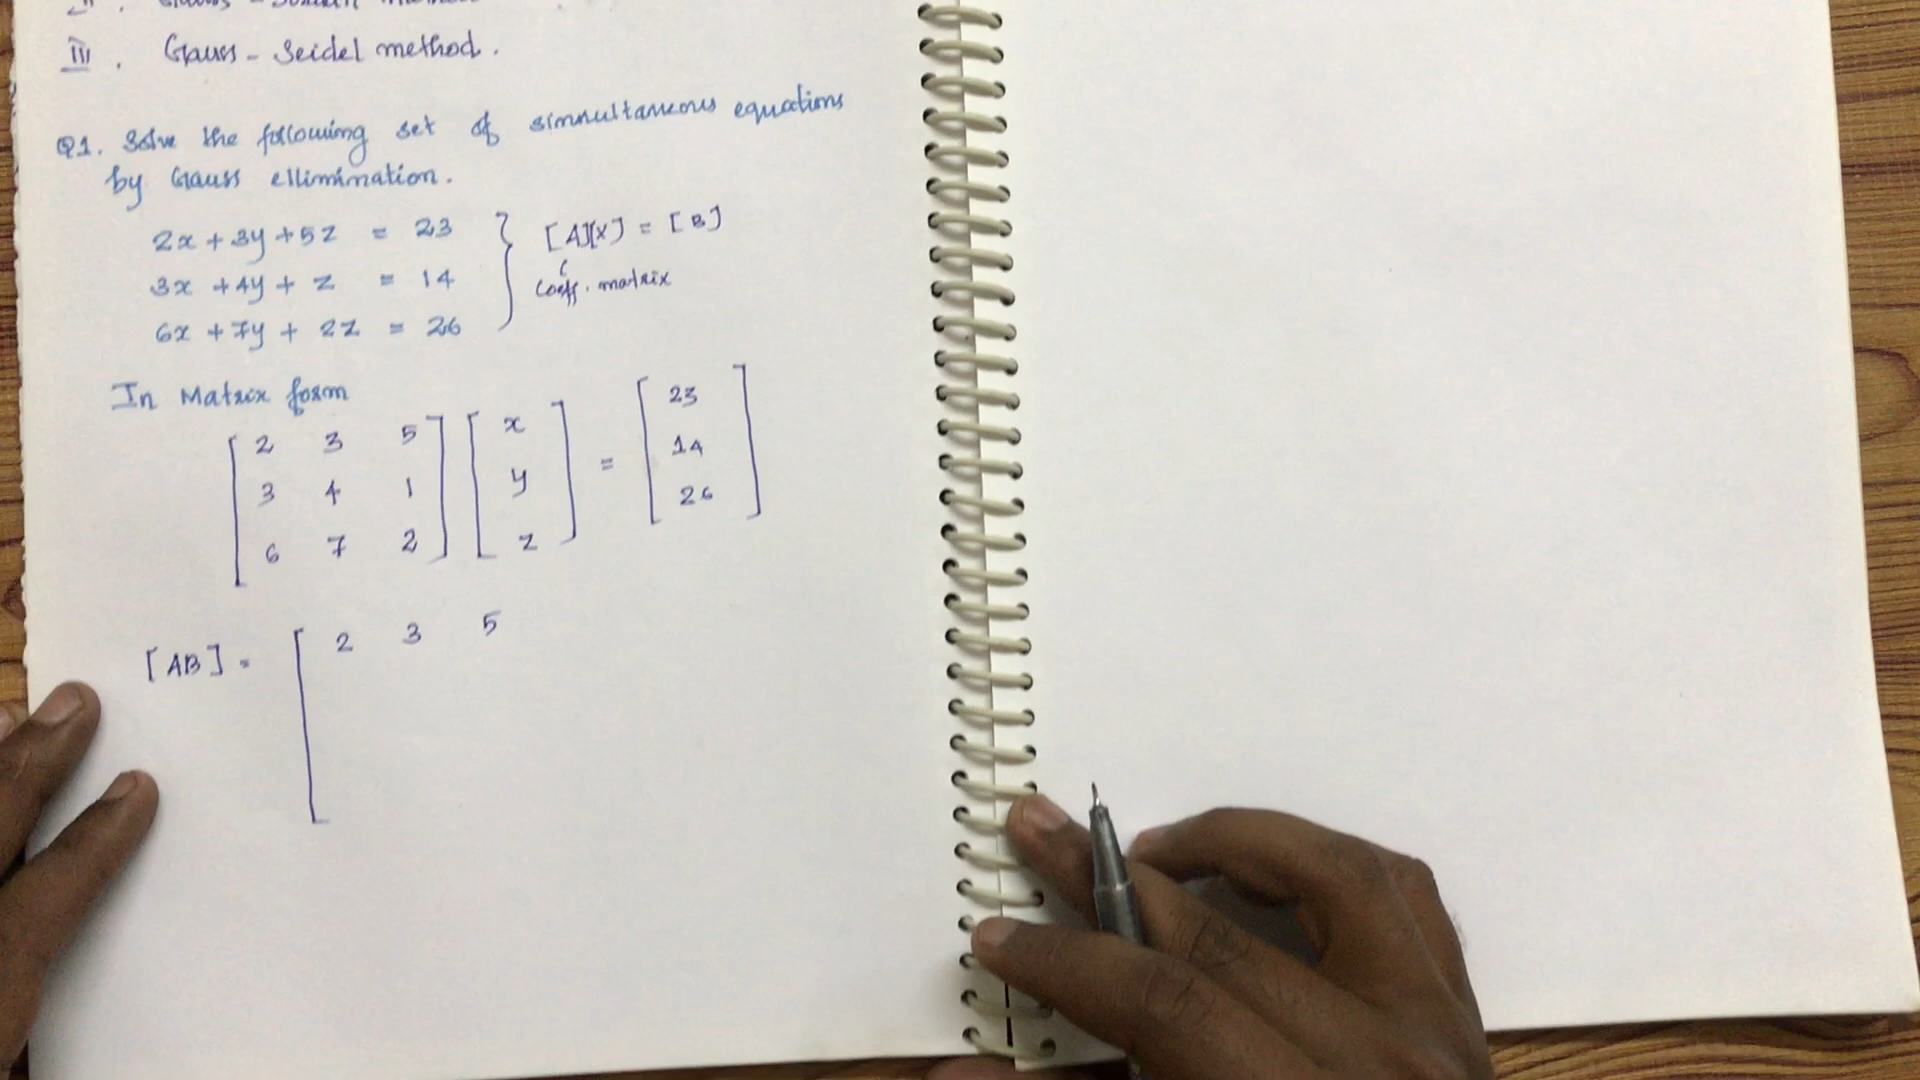 III. Gauss - Seidel method.
Q1. Solve the following set of simnultaneous equations
by Gauss ellimination.
2x + 3y + 5z = 23
3x + 4y + z = 14
6x + 7y + 2z = 26
[A][X] = [B]
Coeff. matrix
In Matrix form
[ 2 3 5 ] [ x ] = [ 23 ]
[ 3 4 1 ] [ y ] [ 14 ]
[ 6 7 2 ] [ z ] [ 26 ]
[AB] = [ 2 3 5